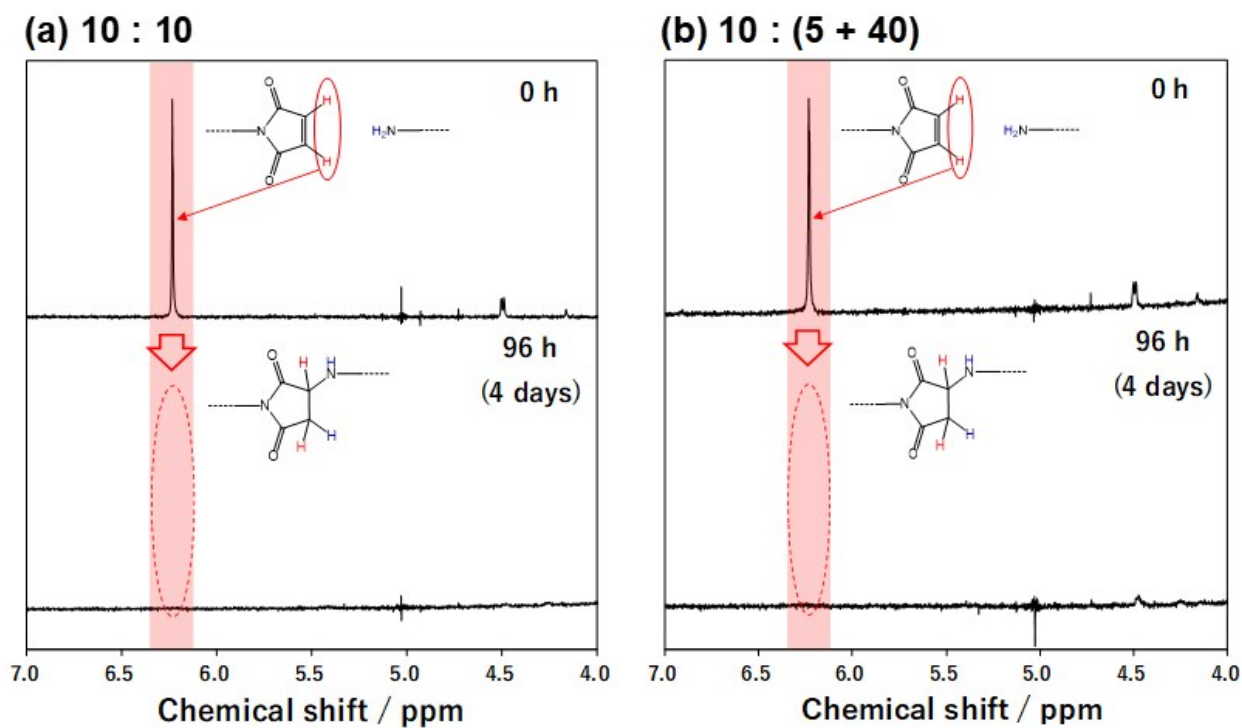 (a) 10 : 10
0 h
O
H
N
H₂N
H
O
96 h
(4 days)
H
O
H
N
N
H
O
H
7.0 6.5 6.0 5.5 5.0 4.5 4.0
Chemical shift / ppm
(b) 10 : (5 + 40)
0 h
O
H
N
H₂N
H
O
96 h
(4 days)
H
O
H
N
N
H
O
H
7.0 6.5 6.0 5.5 5.0 4.5 4.0
Chemical shift / ppm